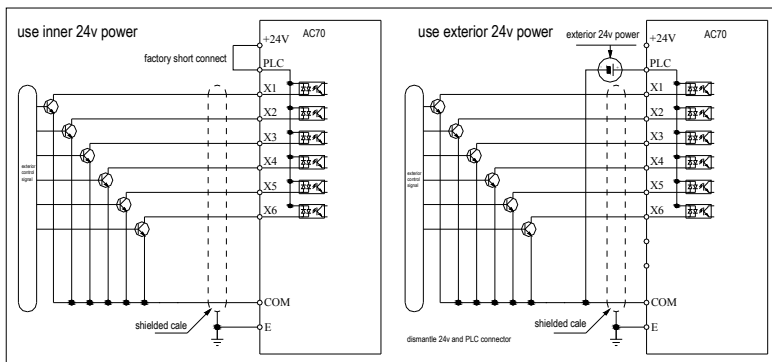 use inner 24v power
AC70
+24V
factory short connect
PLC
X1
X2
X3
X4
X5
X6
exterior
control
signal
COM
shielded cale
E
use exterior 24v power
AC70
exterior 24v power
+24V
PLC
X1
X2
X3
X4
X5
X6
exterior
control
signal
COM
shielded cale
E
dismantle 24v and PLC connector